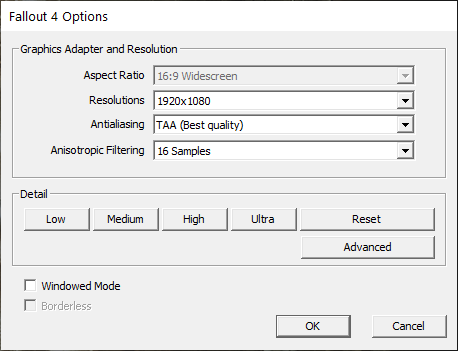 Fallout 4 Options
Graphics Adapter and Resolution
Aspect Ratio 16:9 Widescreen
Resolutions 1920x1080
Antialiasing TAA (Best quality)
Anisotropic Filtering 16 Samples
Detail
Low Medium High Ultra Reset
Advanced
Windowed Mode
Borderless
OK Cancel